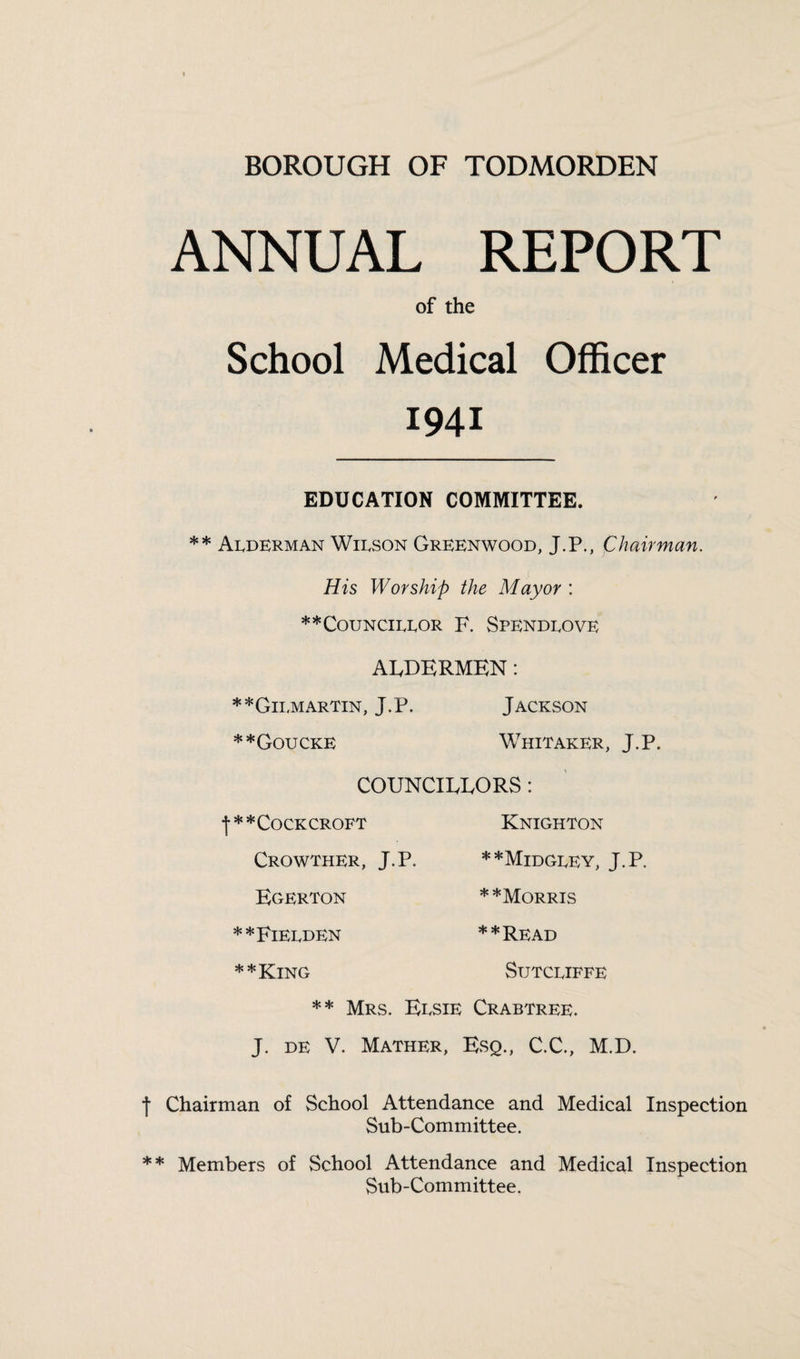 BOROUGH OF TODMORDEN
ANNUAL REPORT
of the
School Medical Officer
1941
EDUCATION COMMITTEE.
** ALDERMAN WILSON GREENWOOD, J.P., Chairman.
His Worship the Mayor :
**COUNCILLOR F. SPENDLOVE
ALDERMEN :
**GILMARTIN, J.P. JACKSON
**GOUCKE WHITAKER, J.P.
COUNCILLORS :
†**COCKCROFT KNIGHTON
CROWTHER, J.P. **MIDGLEY, J.P.
EGERTON **MORRIS
**FIELDEN **READ
**KING SUTCLIFFE
** MRS. ELSIE CRABTREE.
J. DE V. MATHER, ESQ., C.C., M.D.
† Chairman of School Attendance and Medical Inspection
Sub-Committee.
** Members of School Attendance and Medical Inspection
Sub-Committee.